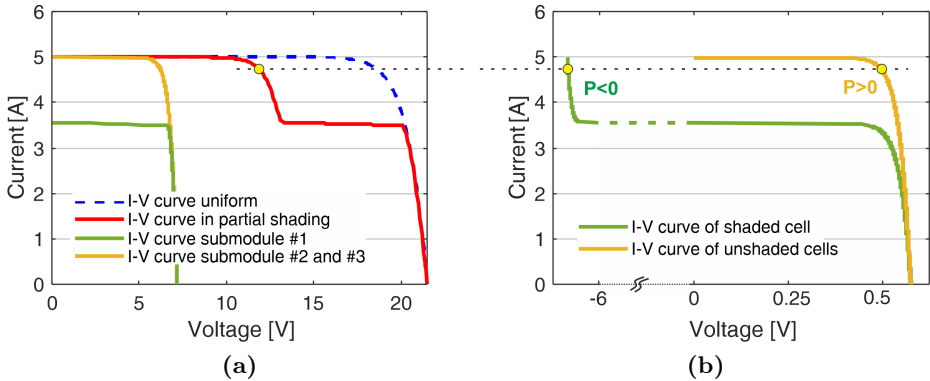 6
5
4
3
2
1
0
Current [A]
I-V curve uniform
I-V curve in partial shading
I-V curve submodule #1
I-V curve submodule #2 and #3
0
5
10
15
20
Voltage [V]
(a)
6
5
4
3
2
1
0
Current [A]
P<0
P>0
I-V curve of shaded cell
I-V curve of unshaded cells
-6
0
0.25
0.5
Voltage [V]
(b)